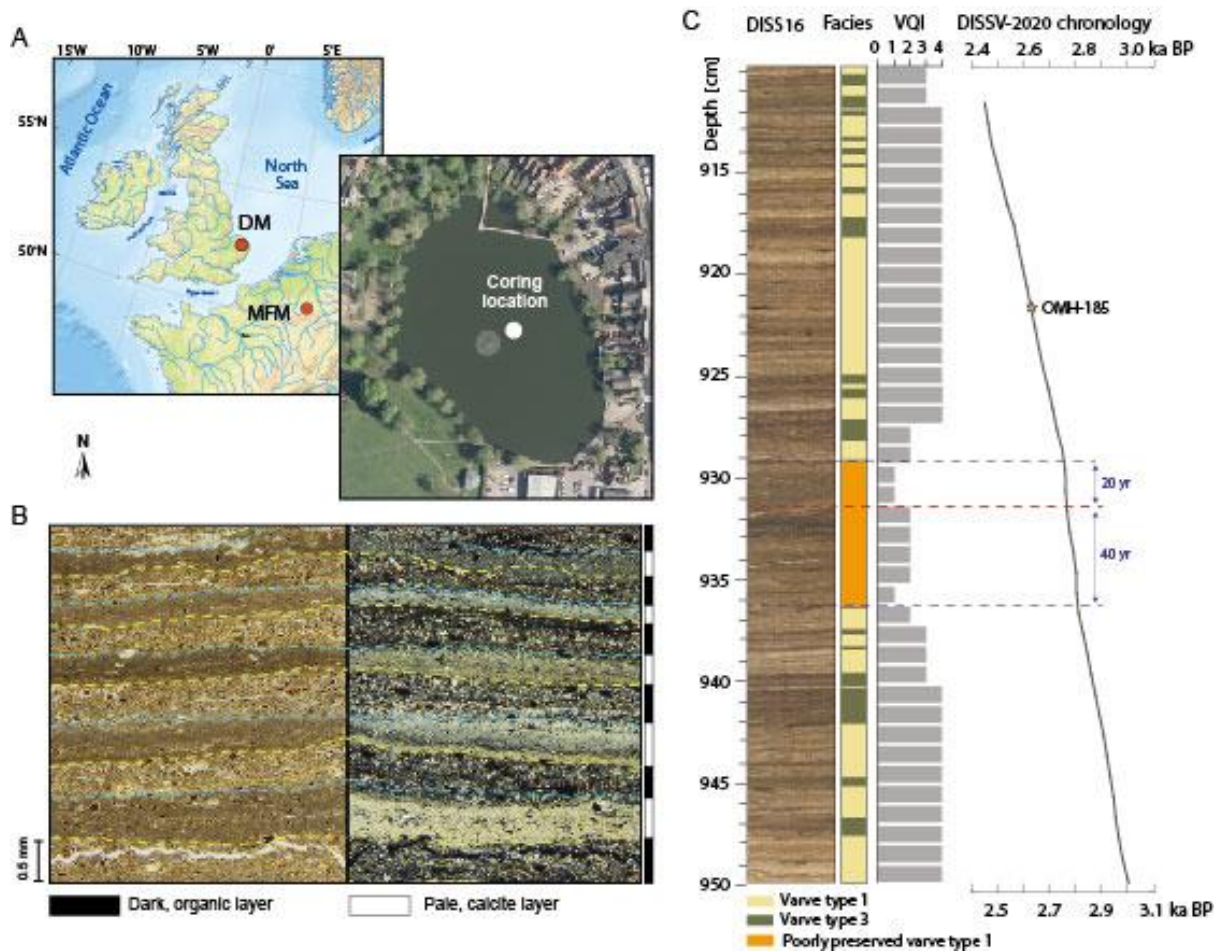 A
15°W 10°W 5°W 0° 5°E
55°N
50°N
Atlantic Ocean
North
Sea
DM
MFM
Coring
location
N
B
0.5 mm
Dark, organic layer
Pale, calcite layer
C
DISS16 Facies VQI DISSV-2020 chronology
0 1 2 3 4
2.4 2.6 2.8 3.0 ka BP
Depth [cm]
915
920
OMH-185
925
930
20 yr
40 yr
935
940
945
950
2.5 2.7 2.9 3.1 ka BP
Varve type 1
Varve type 3
Poorly preserved varve type 1